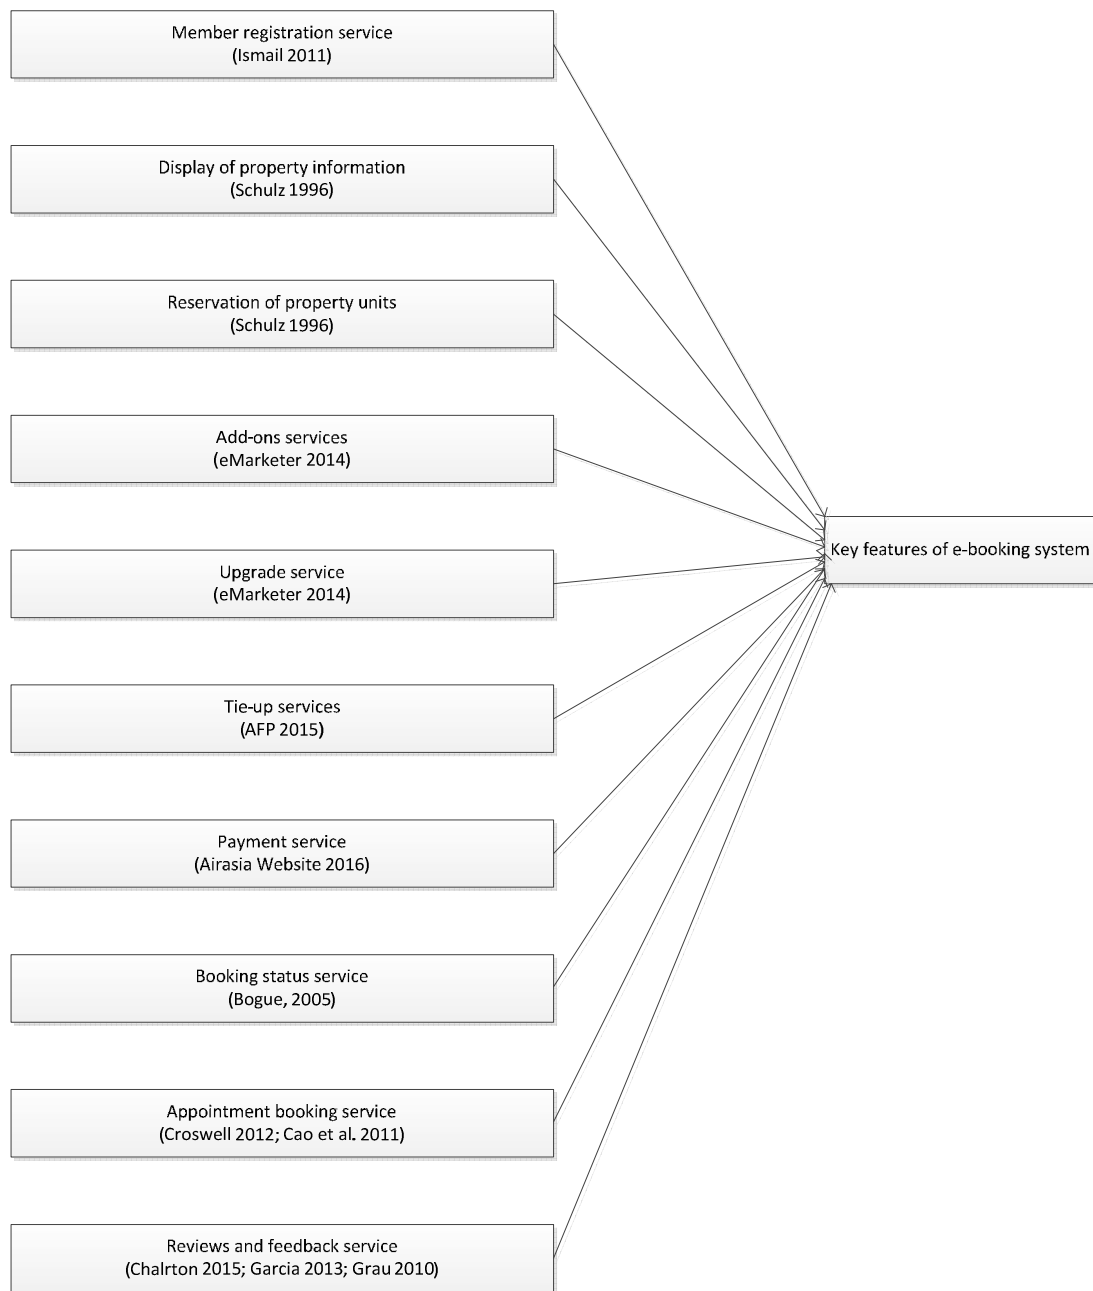 Member registration service
(Ismail 2011)
Display of property information
(Schulz 1996)
Reservation of property units
(Schulz 1996)
Add-ons services
(eMarketer 2014)
Upgrade service
(eMarketer 2014)
Tie-up services
(AFP 2015)
Payment service
(Airasia Website 2016)
Booking status service
(Bogue, 2005)
Appointment booking service
(Croswell 2012; Cao et al. 2011)
Reviews and feedback service
(Chalrton 2015; Garcia 2013; Grau 2010)
Key features of e-booking system